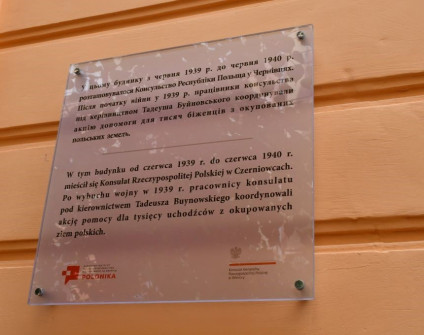 цьому будинку з червня 1939 р. до червня 1940 р.
розташовувалося Консульство Республіки Польща у Чернівцях.
Після початку війни у 1939 р. працівники консульства
під керівництвом Тадеуша Буйновського координували
акцію допомоги для тисяч біженців з окупованих
польських земель.
W tym budynku od czerwca 1939 r. do czerwca 1940 r.
mieścił się Konsulat Rzeczypospolitej Polskiej w Czerniowcach.
Po wybuchu wojny w 1939 r. pracownicy konsulatu
pod kierownictwem Tadeusza Buynowskiego koordynowali
akcję pomocy dla tysięcy uchodźców z okupowanych
ziem polskich.
POLONIKA